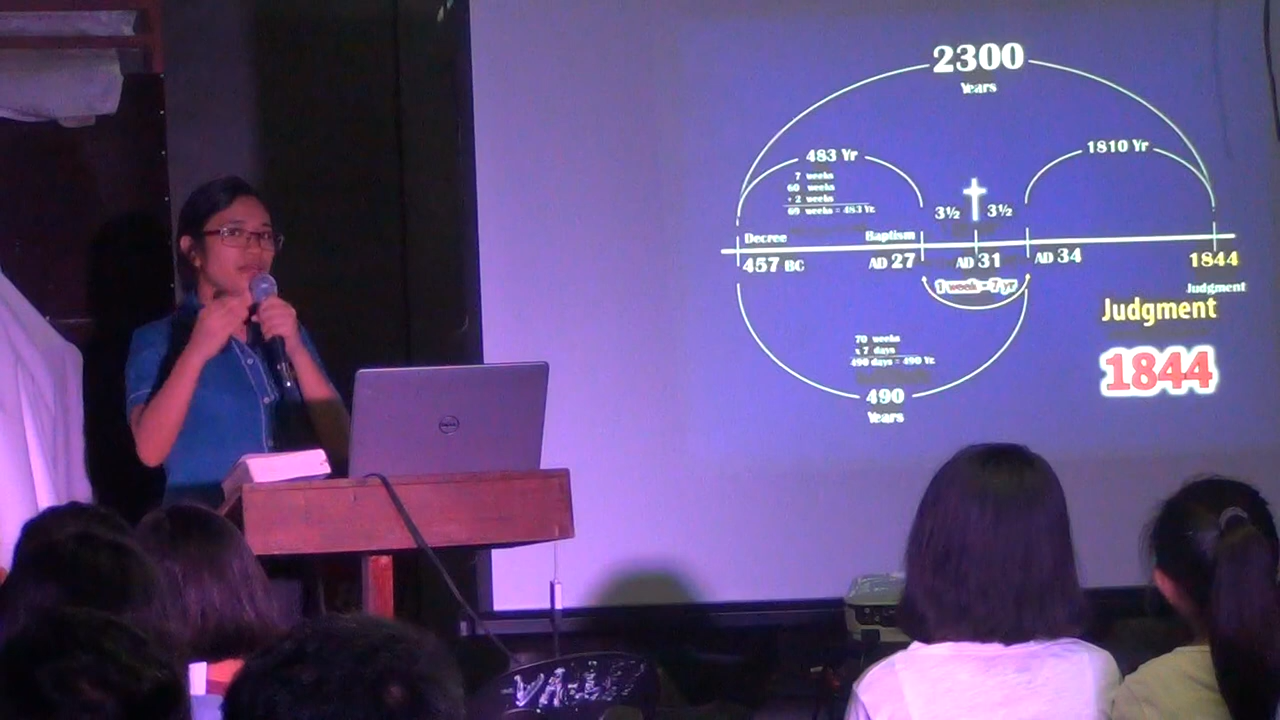 2300
Years
483 Yr
1810 Yr
7 weeks
60 weeks
+ 2 weeks
69 weeks = 483 Yr.
3½ 3½
Decree
Baptism
457 BC
AD 27
AD 31
AD 34
1844
Judgment
1 week = 7 yr
Judgment
1844
70 weeks
x 7 days
490 days = 490 Yr.
490
Years
DELL